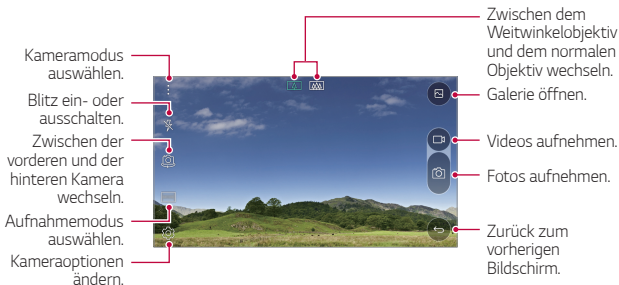 Kameramodus
auswählen.
Blitz ein- oder
ausschalten.
Zwischen der
vorderen und der
hinteren Kamera
wechseln.
Aufnahmemodus
auswählen.
Kameraoptionen
ändern.
Zwischen dem
Weitwinkelobjektiv
und dem normalen
Objektiv wechseln.
Galerie öffnen.
Videos aufnehmen.
Fotos aufnehmen.
Zurück zum
vorherigen
Bildschirm.